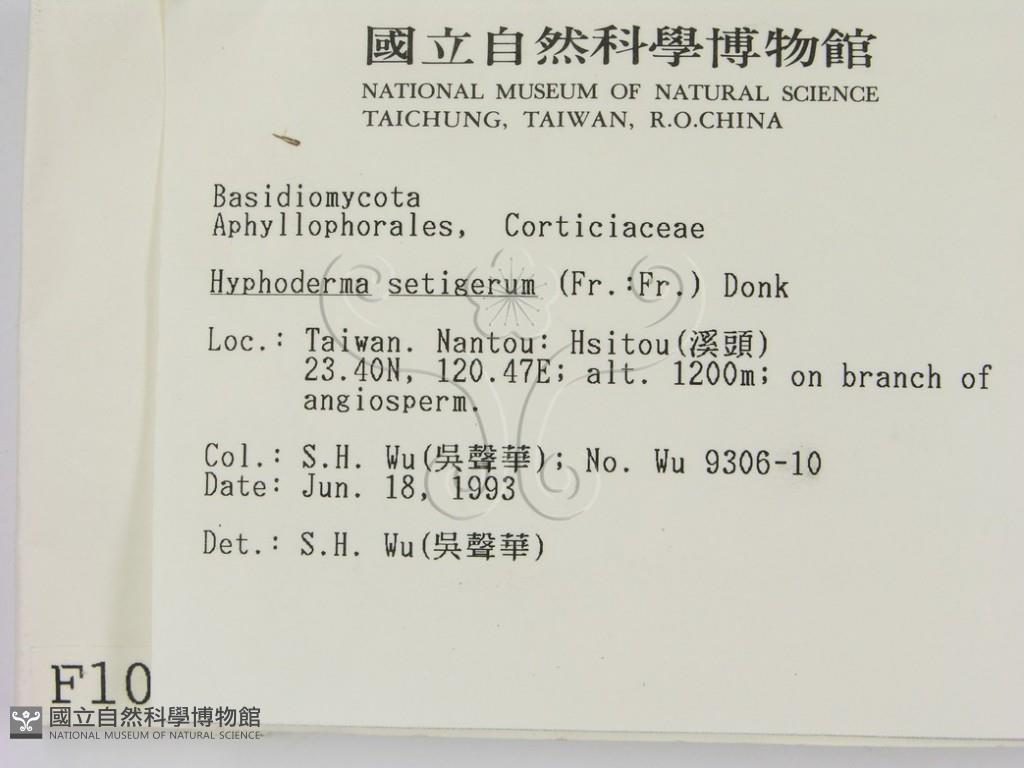 國立自然科學博物館
NATIONAL MUSEUM OF NATURAL SCIENCE
TAICHUNG, TAIWAN, R.O.CHINA
Basidiomycota
Aphyllophorales, Corticiaceae
Hyphoderma setigerum (Fr.:Fr.) Donk
Loc.: Taiwan. Nantou: Hsitou(溪頭)
23.40N, 120.47E; alt. 1200m; on branch of
angiosperm.
Col.: S.H. Wu(吳聲華); No. Wu 9306-10
Date: Jun. 18, 1993
Det.: S.H. Wu(吳聲華)
F10
國立自然科學博物館
NATIONAL MUSEUM OF NATURAL SCIENCE